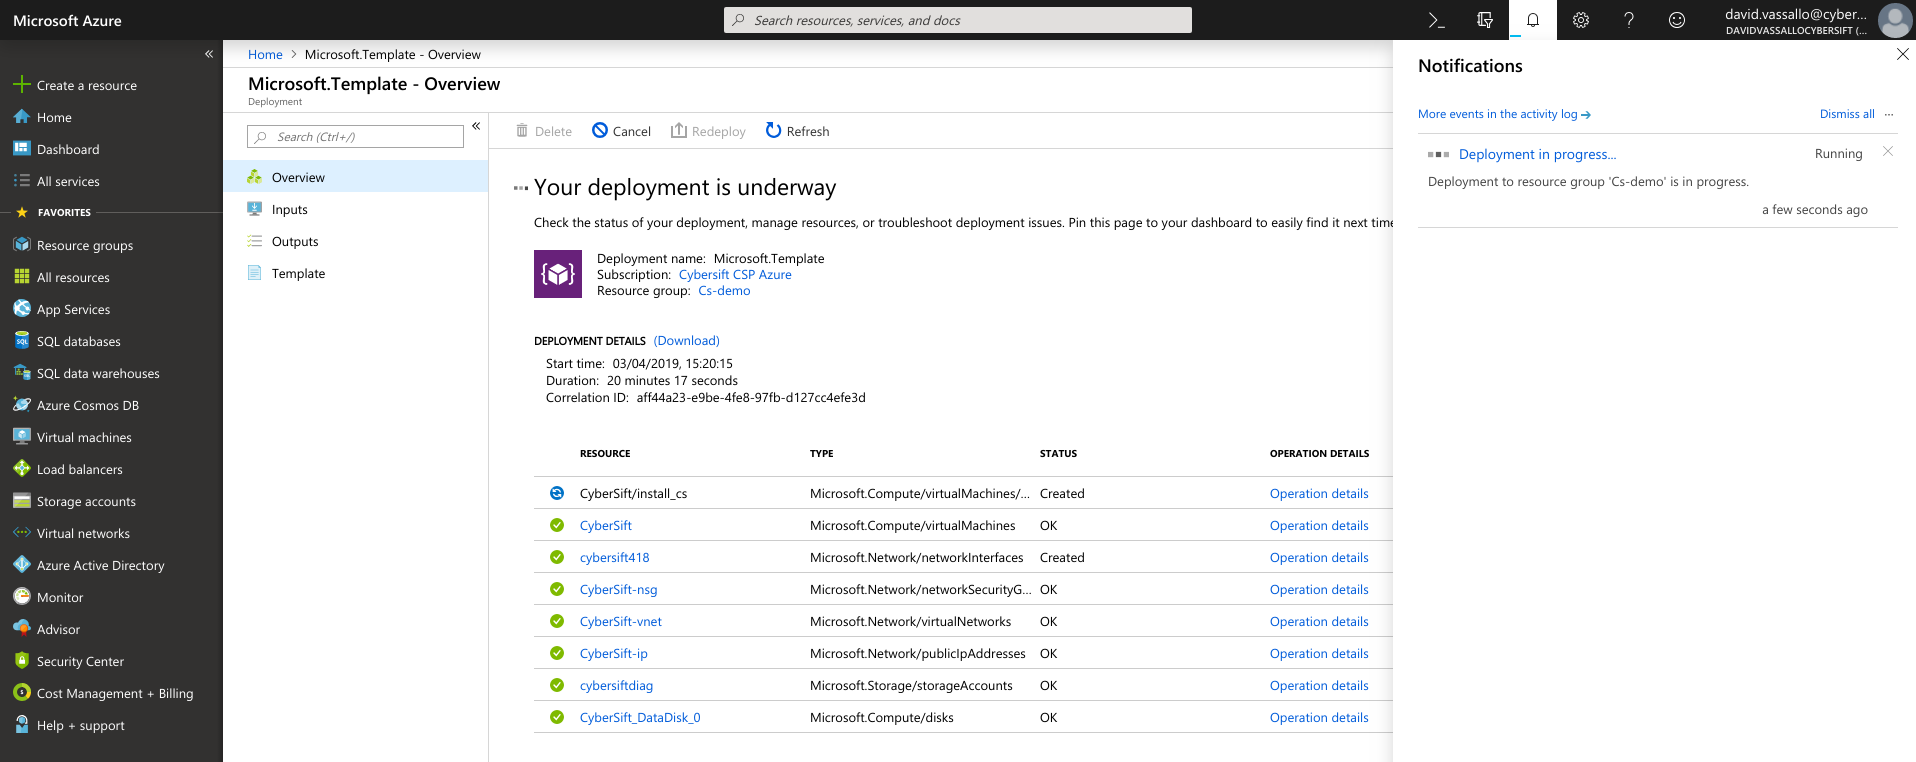 Microsoft Azure
Search resources, services, and docs
david.vassallo@cyber...
DAVIDVASSALLOCYBERSIFT (...
Create a resource
Home
Dashboard
All services
FAVORITES
Resource groups
All resources
App Services
SQL databases
SQL data warehouses
Azure Cosmos DB
Virtual machines
Load balancers
Storage accounts
Virtual networks
Azure Active Directory
Monitor
Advisor
Security Center
Cost Management + Billing
Help + support
Home > Microsoft.Template - Overview
Microsoft.Template - Overview
Deployment
Search (Ctrl+/)
Overview
Inputs
Outputs
Template
Delete Cancel Redeploy Refresh
Your deployment is underway
Check the status of your deployment, manage resources, or troubleshoot deployment issues. Pin this page to your dashboard to easily find it next time
Deployment name: Microsoft.Template
Subscription: Cybersift CSP Azure
Resource group: Cs-demo
DEPLOYMENT DETAILS (Download)
Start time: 03/04/2019, 15:20:15
Duration: 20 minutes 17 seconds
Correlation ID: aff44a23-e9be-4fe8-97fb-d127cc4efe3d
RESOURCE TYPE STATUS OPERATION DETAILS
CyberSift/install_cs Microsoft.Compute/virtualMachines/... Created Operation details
CyberSift Microsoft.Compute/virtualMachines OK Operation details
cybersift418 Microsoft.Network/networkInterfaces Created Operation details
CyberSift-nsg Microsoft.Network/networkSecurityG... OK Operation details
CyberSift-vnet Microsoft.Network/virtualNetworks OK Operation details
CyberSift-ip Microsoft.Network/publicIpAddresses OK Operation details
cybersiftdiag Microsoft.Storage/storageAccounts OK Operation details
CyberSift_DataDisk_0 Microsoft.Compute/disks OK Operation details
Notifications
More events in the activity log → Dismiss all ...
Deployment in progress... Running
Deployment to resource group 'Cs-demo' is in progress.
a few seconds ago